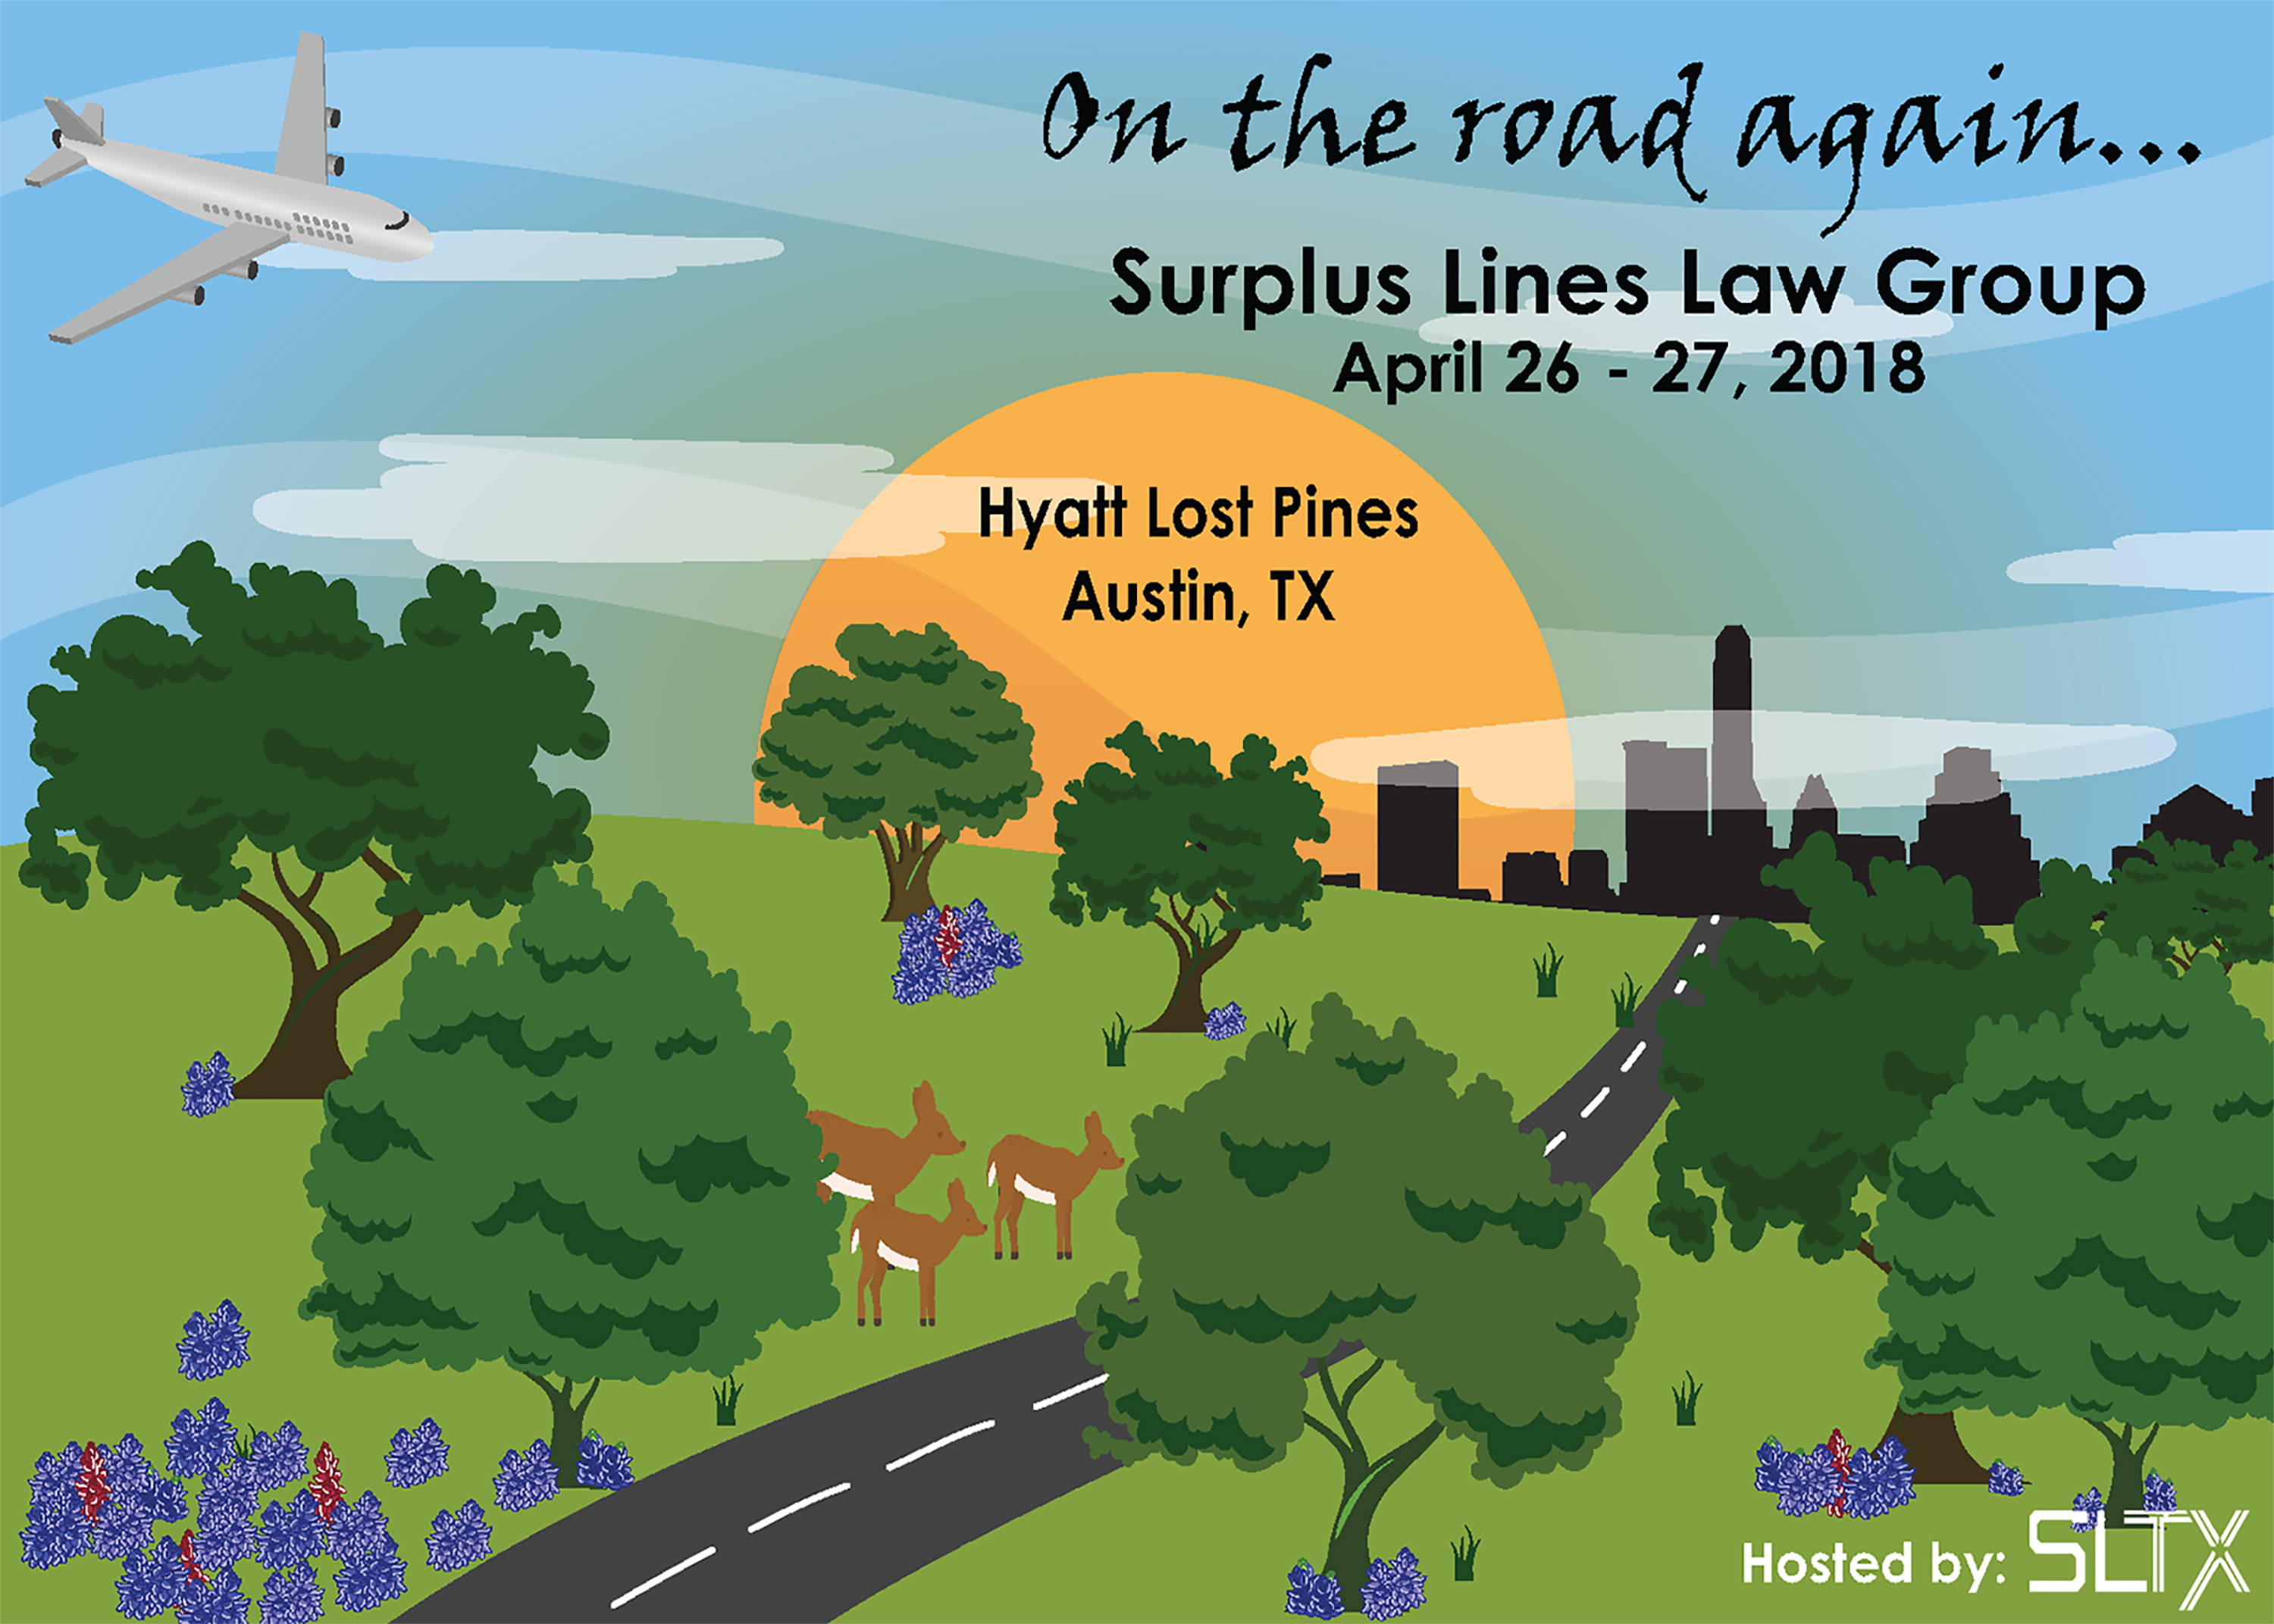 On the road again...
Surplus Lines Law Group
April 26 - 27, 2018
Hyatt Lost Pines
Austin, TX
Hosted by: SLTX